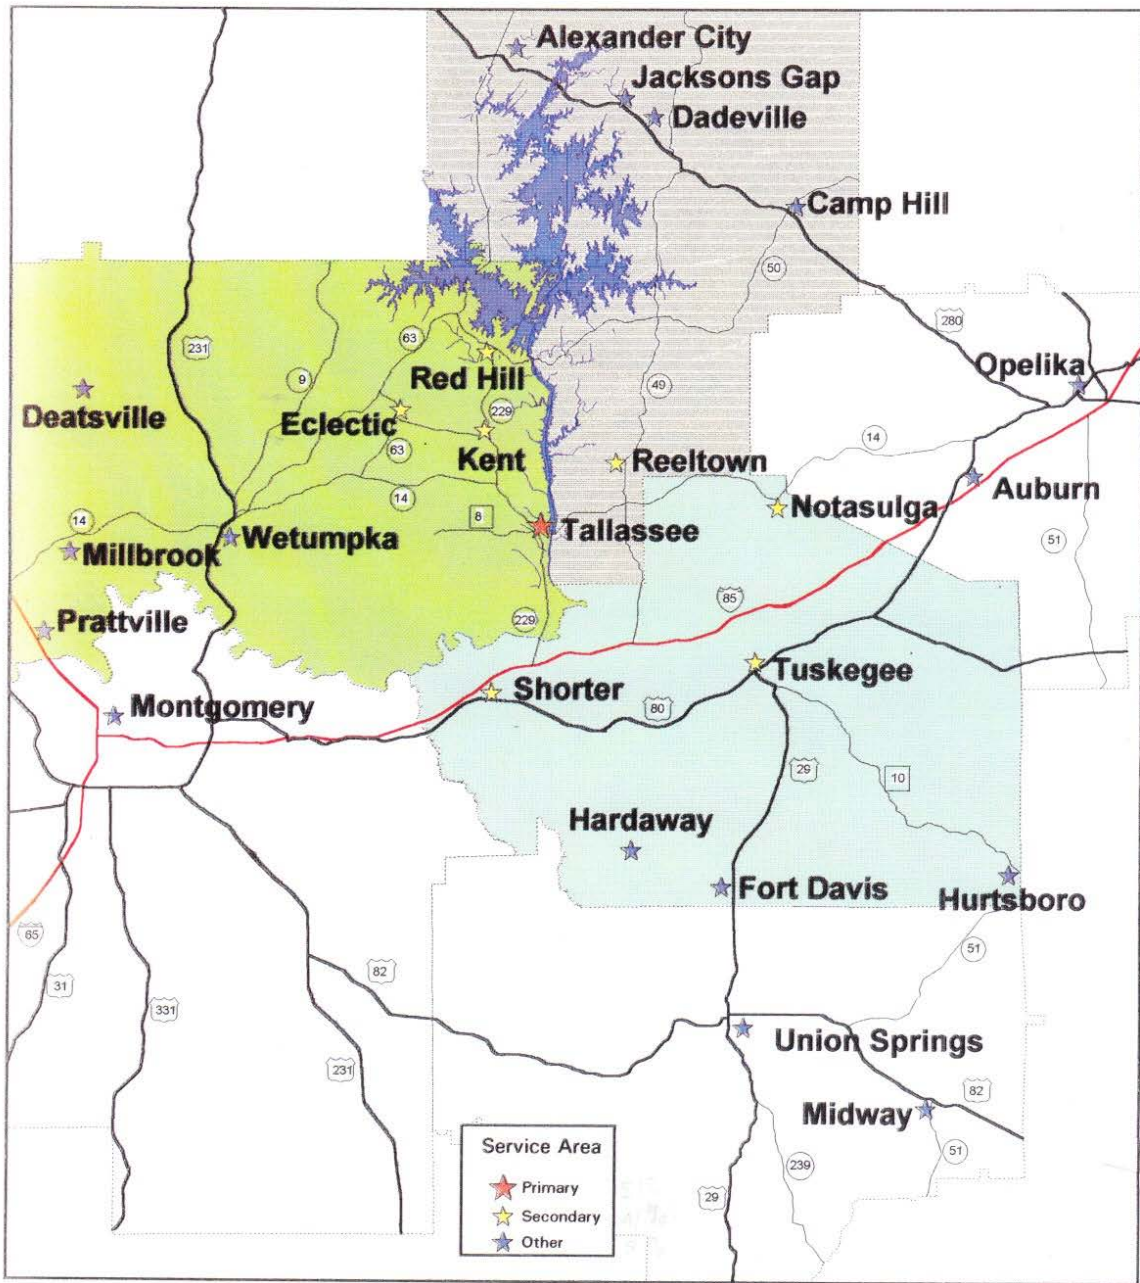 Alexander City
Jacksons Gap
Dadeville
Camp Hill
50
231
63
280
9
Red Hill
Opelika
Deatsville
49
Eclectic
229
14
63
Kent
Reeltown
14
Auburn
Notasulga
14
8
Wetumpka
Tallassee
51
Millbrook
85
229
Prattville
Tuskegee
Shorter
Montgomery
80
29
10
Hardaway
Fort Davis
Hurtsboro
65
51
82
31
331
Union Springs
231
82
Midway
Service Area
51
239
Primary
29
Secondary
Other